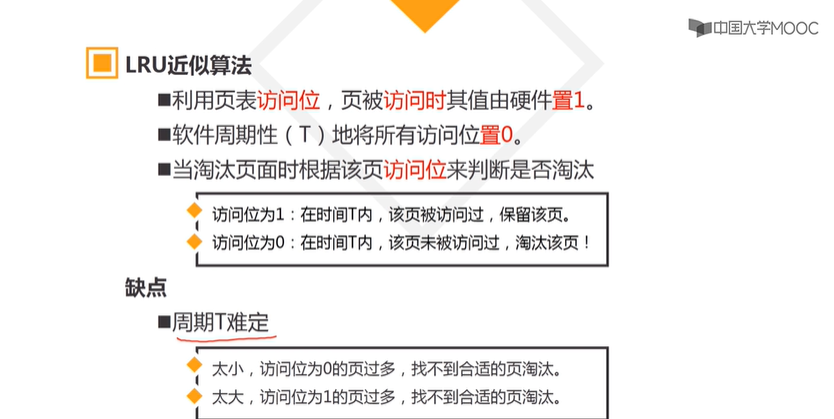 中国大学MOOC
LRU近似算法
■利用页表访问位，页被访问时其值由硬件置1。
■软件周期性（T）地将所有访问位置0。
■当淘汰页面时根据该页访问位来判断是否淘汰
访问位为1：在时间T内，该页被访问过，保留该页。
访问位为0：在时间T内，该页未被访问过，淘汰该页！
缺点
■周期T难定
太小，访问位为0的页过多，找不到合适的页淘汰。
太大，访问位为1的页过多，找不到合适的页淘汰。